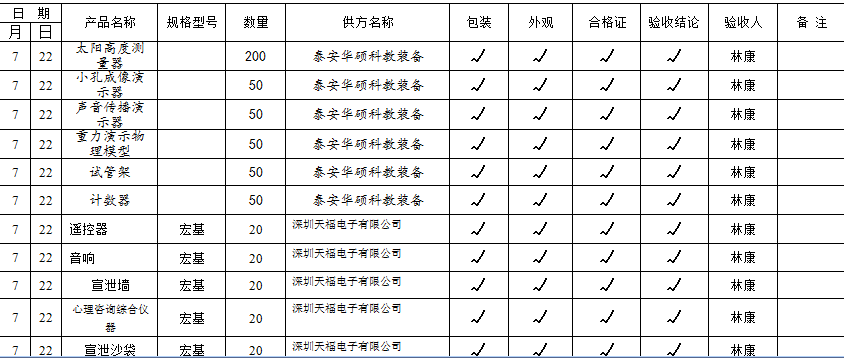 日 期 产品名称 规格型号 数量 供方名称 包装 外观 合格证 验收结论 验收人 备 注
月 日
7 22 太阳高度测 200 泰安华硕科教装备 ✓ ✓ ✓ ✓ 林康
量器
7 22 小孔成像演 50 泰安华硕科教装备 ✓ ✓ ✓ ✓ 林康
示器
7 22 声音传播演 50 泰安华硕科教装备 ✓ ✓ ✓ ✓ 林康
示器
7 22 重力演示物 50 泰安华硕科教装备 ✓ ✓ ✓ ✓ 林康
理模型
7 22 试管架 50 泰安华硕科教装备 ✓ ✓ ✓ ✓ 林康
7 22 计数器 50 泰安华硕科教装备 ✓ ✓ ✓ ✓ 林康
7 22 遥控器 宏基 20 深圳天福电子有限公司 ✓ ✓ ✓ ✓ 林康
7 22 音响 宏基 20 深圳天福电子有限公司 ✓ ✓ ✓ ✓ 林康
7 22 宣泄墙 宏基 20 深圳天福电子有限公司 ✓ ✓ ✓ ✓ 林康
7 22 心理咨询综合仪 宏基 20 深圳天福电子有限公司 ✓ ✓ ✓ ✓ 林康
器
7 22 宣泄沙袋 宏基 20 深圳天福电子有限公司 ✓ ✓ ✓ ✓ 林康